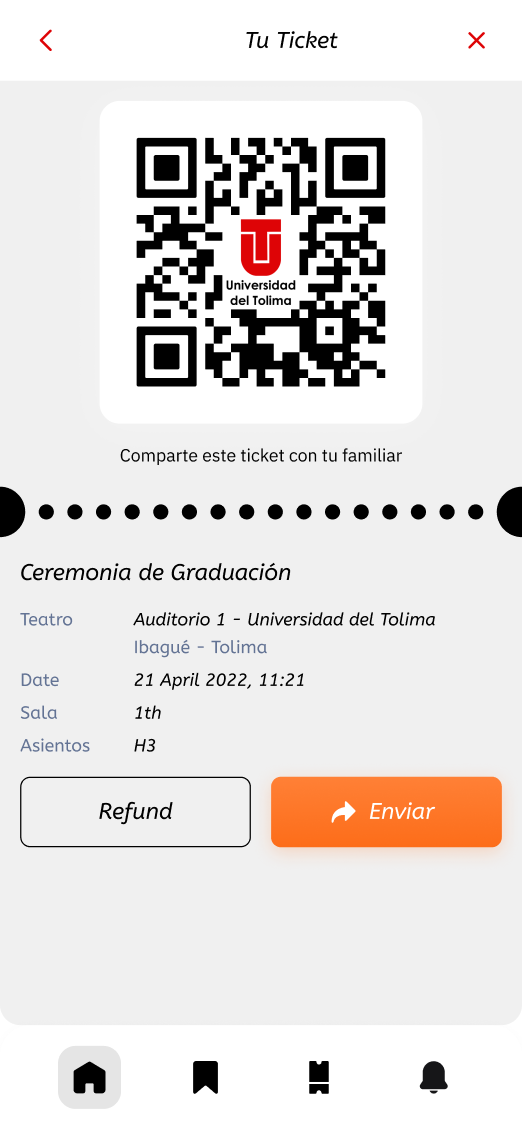 Tu Ticket
Universidad
del Tolima
Comparte este ticket con tu familiar
Ceremonia de Graduación
Teatro Auditorio 1 - Universidad del Tolima
Ibagué - Tolima
Date 21 April 2022, 11:21
Sala 1th
Asientos H3
Refund Enviar